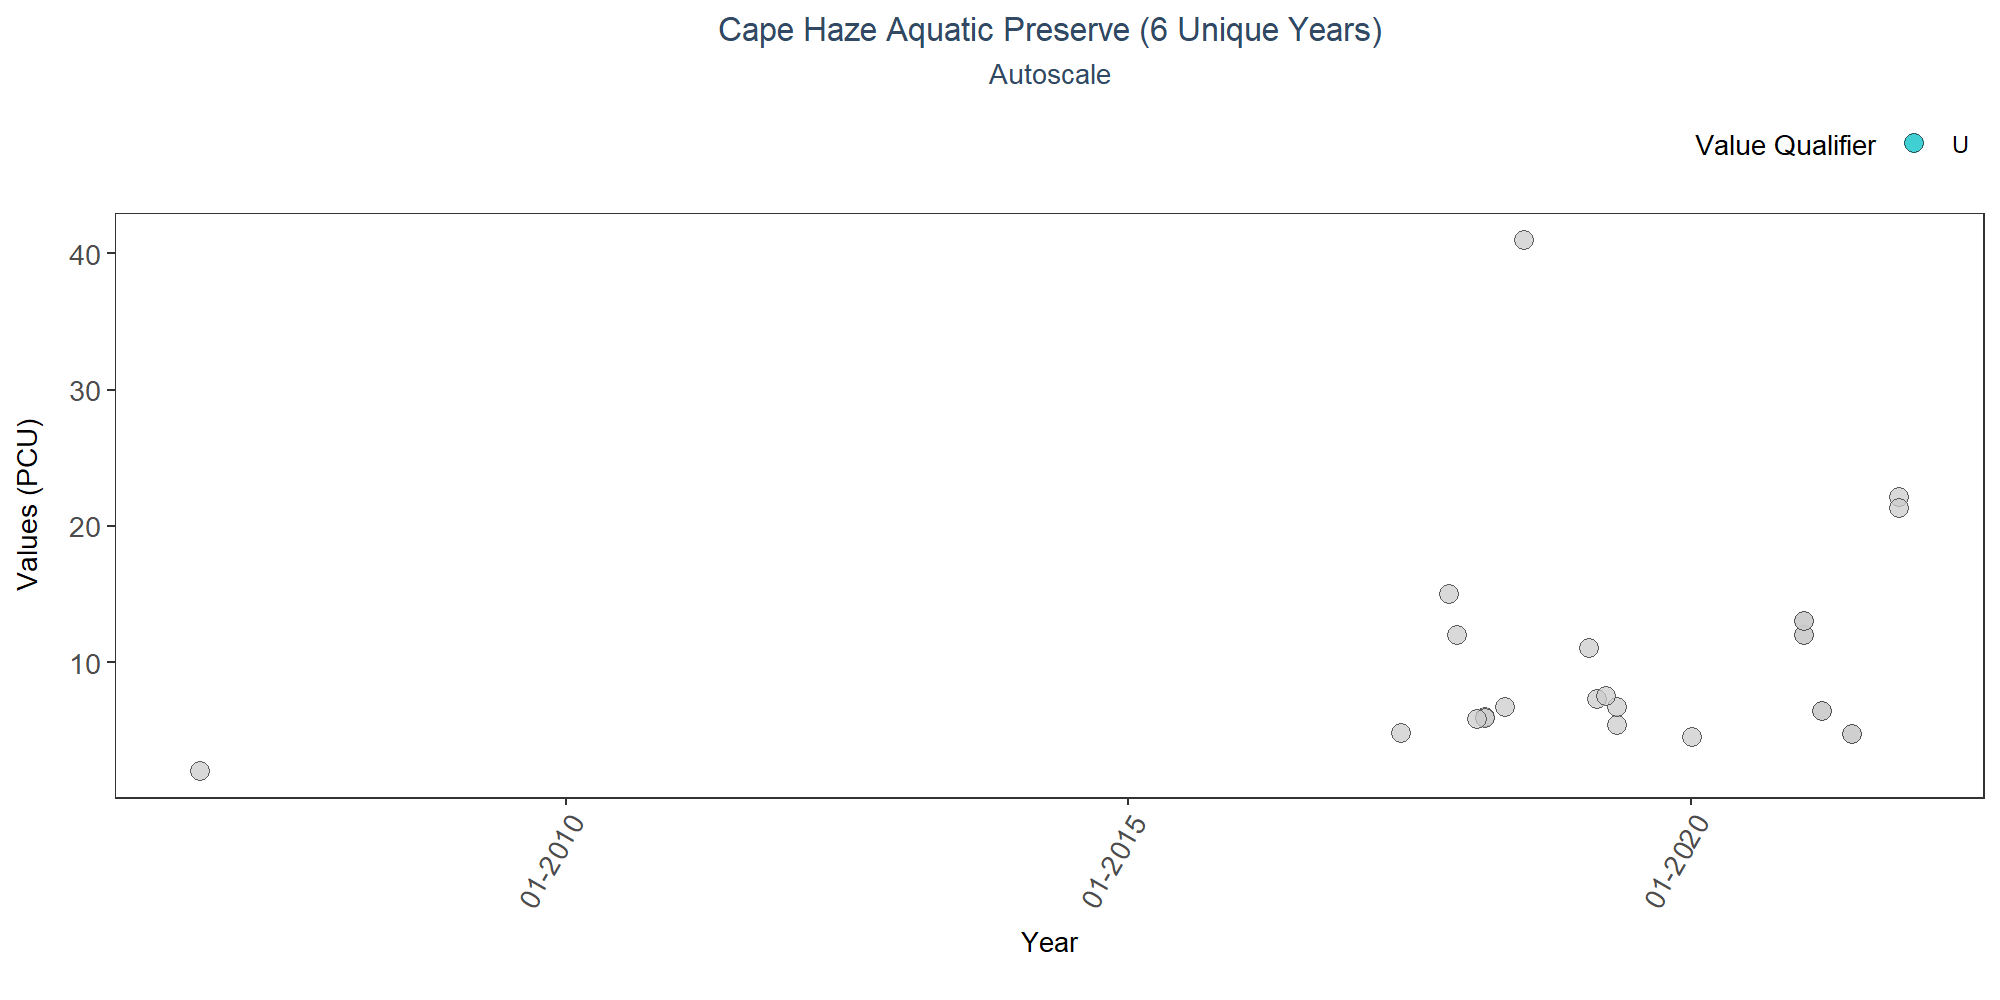 Cape Haze Aquatic Preserve (6 Unique Years)
Autoscale
Value Qualifier U
40
30
20
10
Values (PCU)
01-2010
01-2015
01-2020
Year